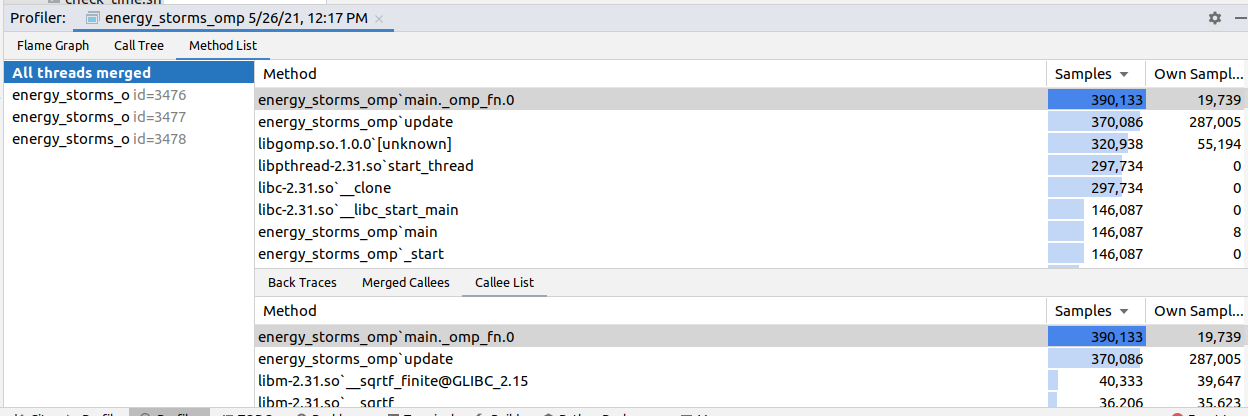 check_time.sh
Profiler: energy_storms_omp 5/26/21, 12:17 PM
Flame Graph Call Tree Method List
All threads merged
energy_storms_o id=3476
energy_storms_o id=3477
energy_storms_o id=3478
Method Samples Own Sampl...
energy_storms_omp`main._omp_fn.0 390,133 19,739
energy_storms_omp`update 370,086 287,005
libgomp.so.1.0.0`[unknown] 320,938 55,194
libpthread-2.31.so`start_thread 297,734 0
libc-2.31.so`__clone 297,734 0
libc-2.31.so`__libc_start_main 146,087 0
energy_storms_omp`main 146,087 8
energy_storms_omp`_start 146,087 0
Back Traces Merged Callees Callee List
Method Samples Own Sampl...
energy_storms_omp`main._omp_fn.0 390,133 19,739
energy_storms_omp`update 370,086 287,005
libm-2.31.so`__sqrtf_finite@GLIBC_2.15 40,333 39,647
libm-2.31.so`__sqrtf 36,206 35,623